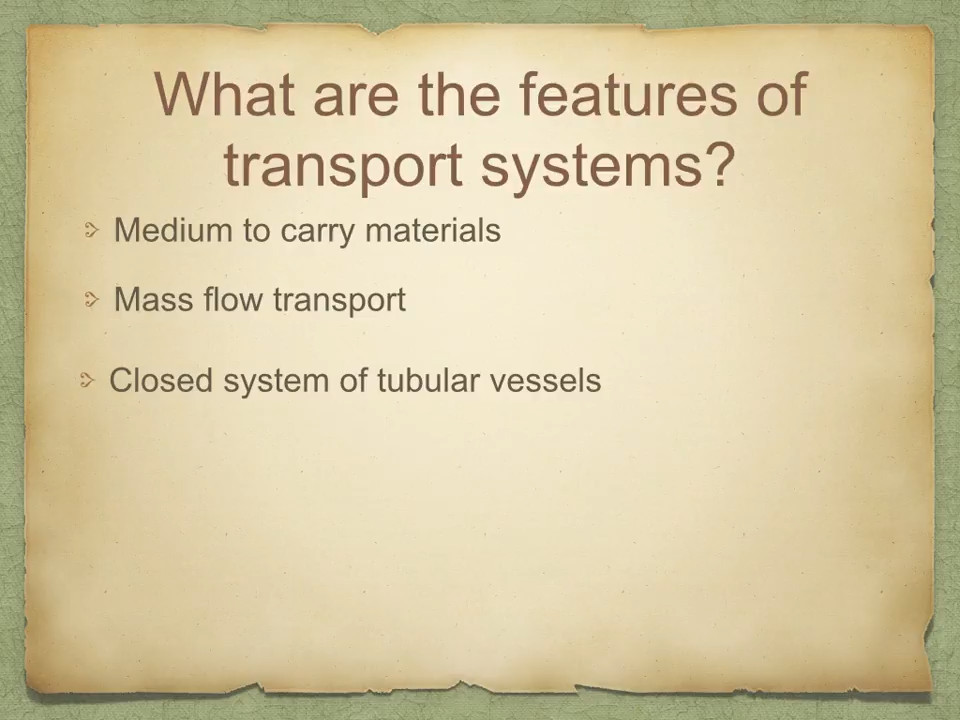 What are the features of
transport systems?
Medium to carry materials
Mass flow transport
Closed system of tubular vessels